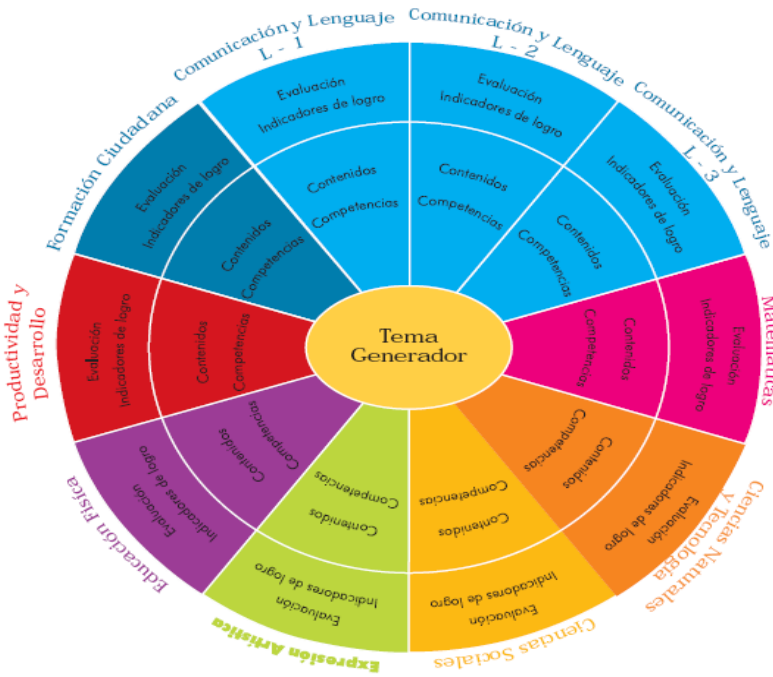 Comunicación y Lenguaje
L - 1
Evaluación
Indicadores de logro
Contenidos
Competencias
Comunicación y Lenguaje
L - 2
Evaluación
Indicadores de logro
Contenidos
Competencias
Comunicación y Lenguaje
L - 3
Evaluación
Indicadores de logro
Contenidos
Competencias
Matemáticas
Evaluación
Indicadores de logro
Contenidos
Competencias
Ciencias Naturales
y Tecnología
Evaluación
Indicadores de logro
Contenidos
Competencias
Ciencias Sociales
Evaluación
Indicadores de logro
Contenidos
Competencias
Expresión Artística
Evaluación
Indicadores de logro
Contenidos
Competencias
Educación Física
Evaluación
Indicadores de logro
Contenidos
Competencias
Productividad y
Desarrollo
Evaluación
Indicadores de logro
Contenidos
Competencias
Formación Ciudadana
Evaluación
Indicadores de logro
Contenidos
Competencias
Tema
Generador